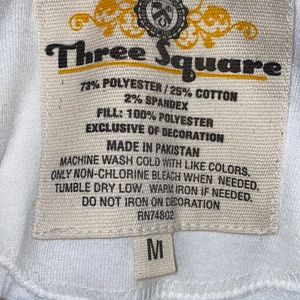 Three Square
73% POLYESTER / 25% COTTON
2% SPANDEX
FILL: 100% POLYESTER
EXCLUSIVE OF DECORATION
MADE IN PAKISTAN
MACHINE WASH COLD WITH LIKE COLORS.
ONLY NON-CHLORINE BLEACH WHEN NEEDED.
TUMBLE DRY LOW. WARM IRON IF NEEDED.
DO NOT IRON ON DECORATION
RN74802
M